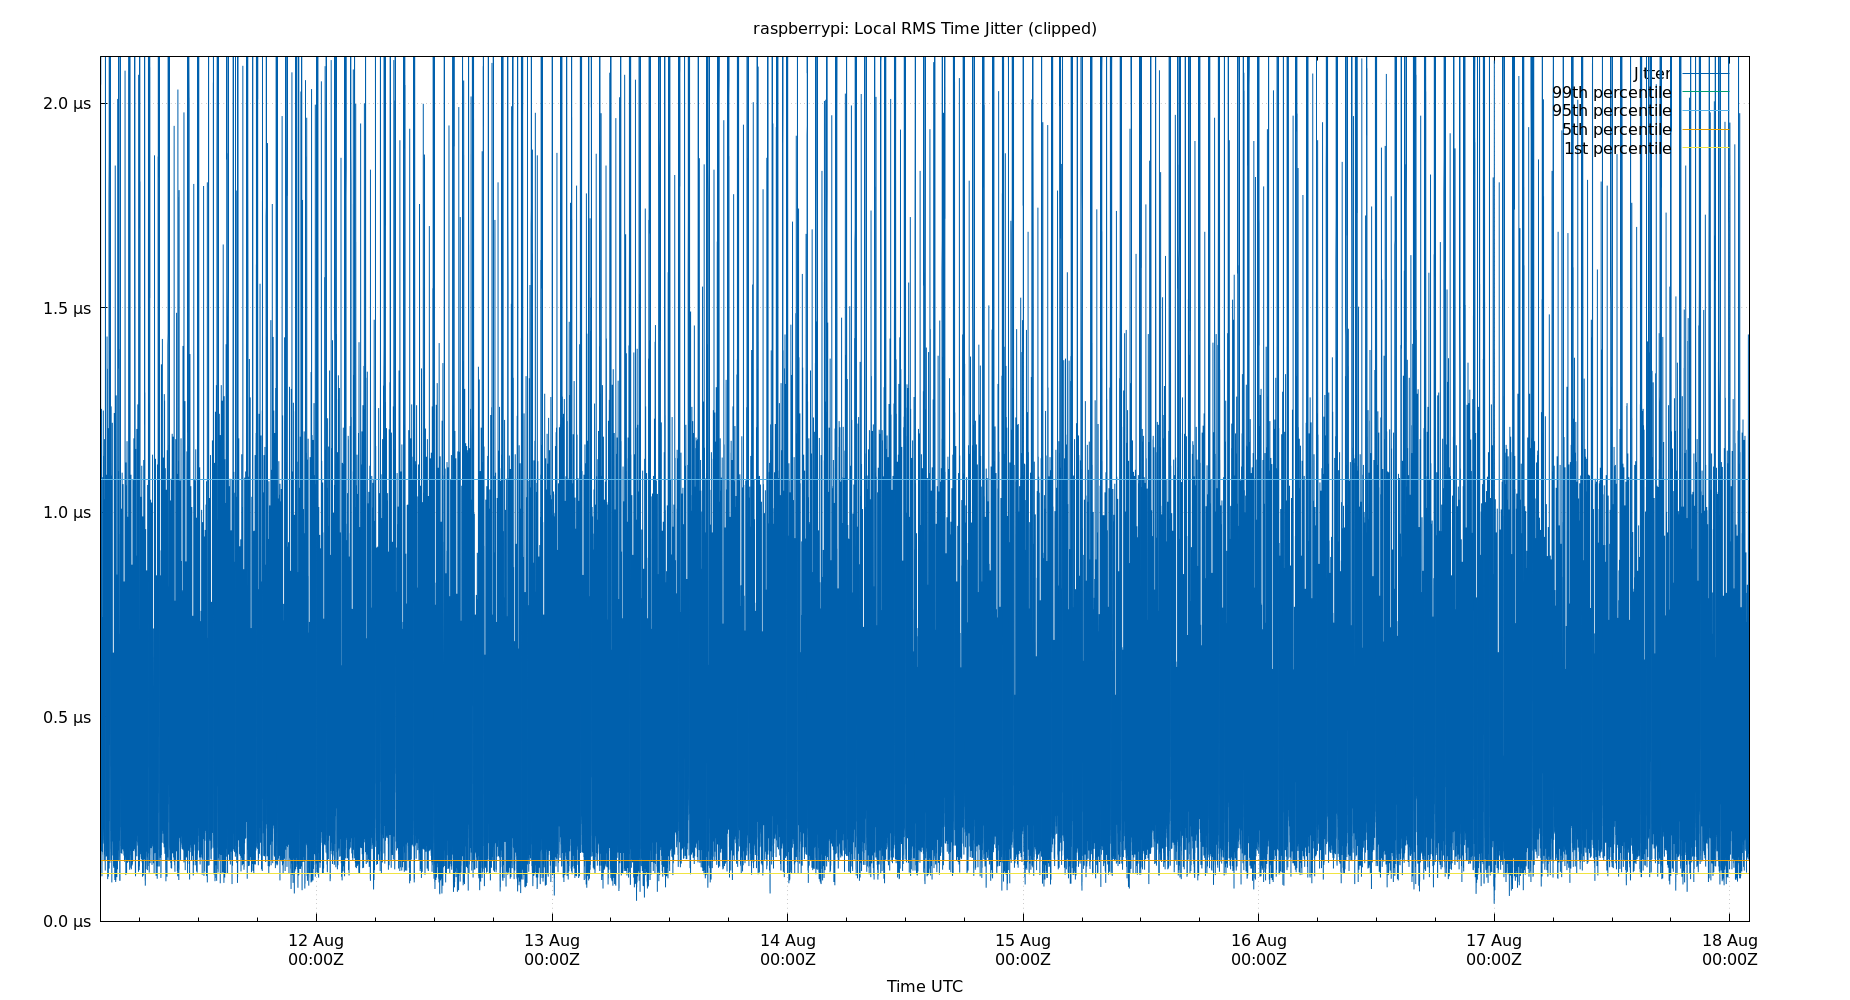 raspberrypi: Local RMS Time Jitter (clipped)
Jitter
99th percentile
95th percentile
5th percentile
1st percentile
2.0 µs
1.5 µs
1.0 µs
0.5 µs
0.0 µs
12 Aug 13 Aug 14 Aug 15 Aug 16 Aug 17 Aug 18 Aug
00:00Z 00:00Z 00:00Z 00:00Z 00:00Z 00:00Z 00:00Z
Time UTC